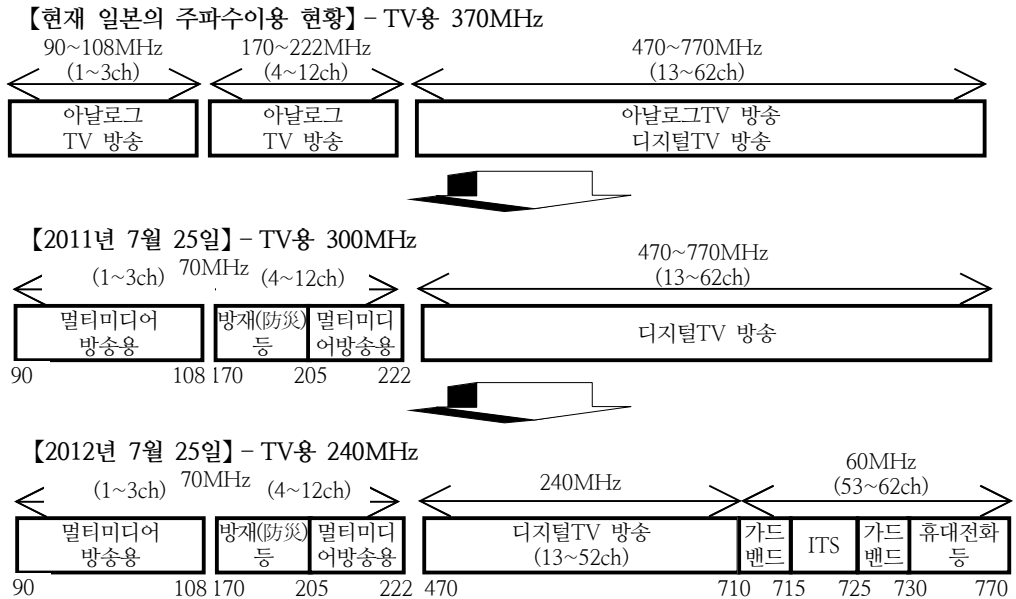 【현재 일본의 주파수이용 현황】 - TV용 370MHz
90~108MHz 170~222MHz 470~770MHz
(1~3ch) (4~12ch) (13~62ch)
아날로그 아날로그 아날로그TV 방송
TV 방송 TV 방송 디지털TV 방송
【2011년 7월 25일】 - TV용 300MHz
470~770MHz
(1~3ch) 70MHz (4~12ch) (13~62ch)
멀티미디어 방재(防災) 멀티미디 디지털TV 방송
방송용 등 어방송용
90 108 170 205 222
【2012년 7월 25일】 - TV용 240MHz
60MHz
(1~3ch) 70MHz (4~12ch) 240MHz (53~62ch)
멀티미디어 방재(防災) 멀티미디 디지털TV 방송 가드 ITS 가드 휴대전화
방송용 등 어방송용 (13~52ch) 밴드 밴드 등
90 108 170 205 222 470 710 715 725 730 770